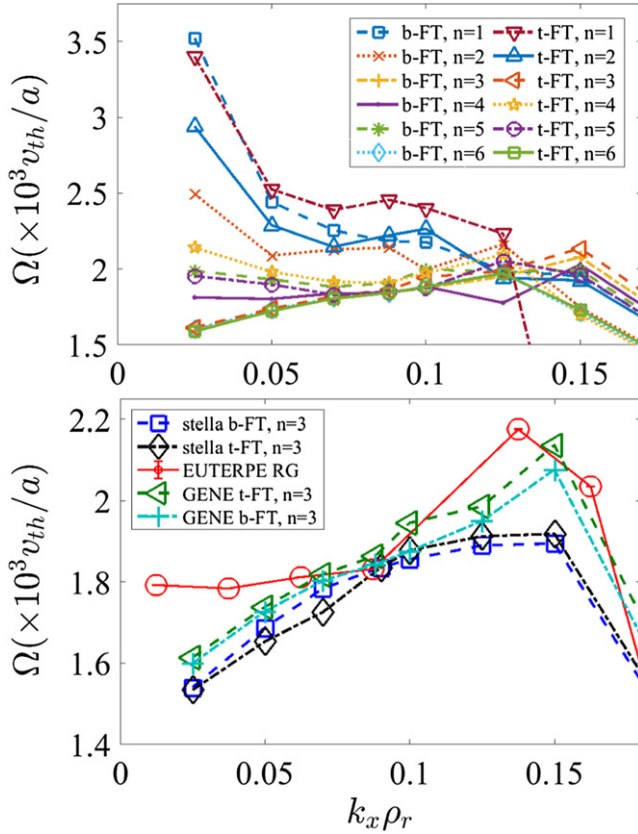 Ω(×10³v_th/a)
3.5
3
2.5
2
1.5
0
0.05
0.1
0.15
b-FT, n=1
b-FT, n=2
b-FT, n=3
b-FT, n=4
b-FT, n=5
b-FT, n=6
t-FT, n=1
t-FT, n=2
t-FT, n=3
t-FT, n=4
t-FT, n=5
t-FT, n=6
Ω(×10³v_th/a)
2.2
2
1.8
1.6
1.4
0
0.05
0.1
0.15
stella b-FT, n=3
stella t-FT, n=3
EUTERPE RG
GENE t-FT, n=3
GENE b-FT, n=3
k_xρ_r